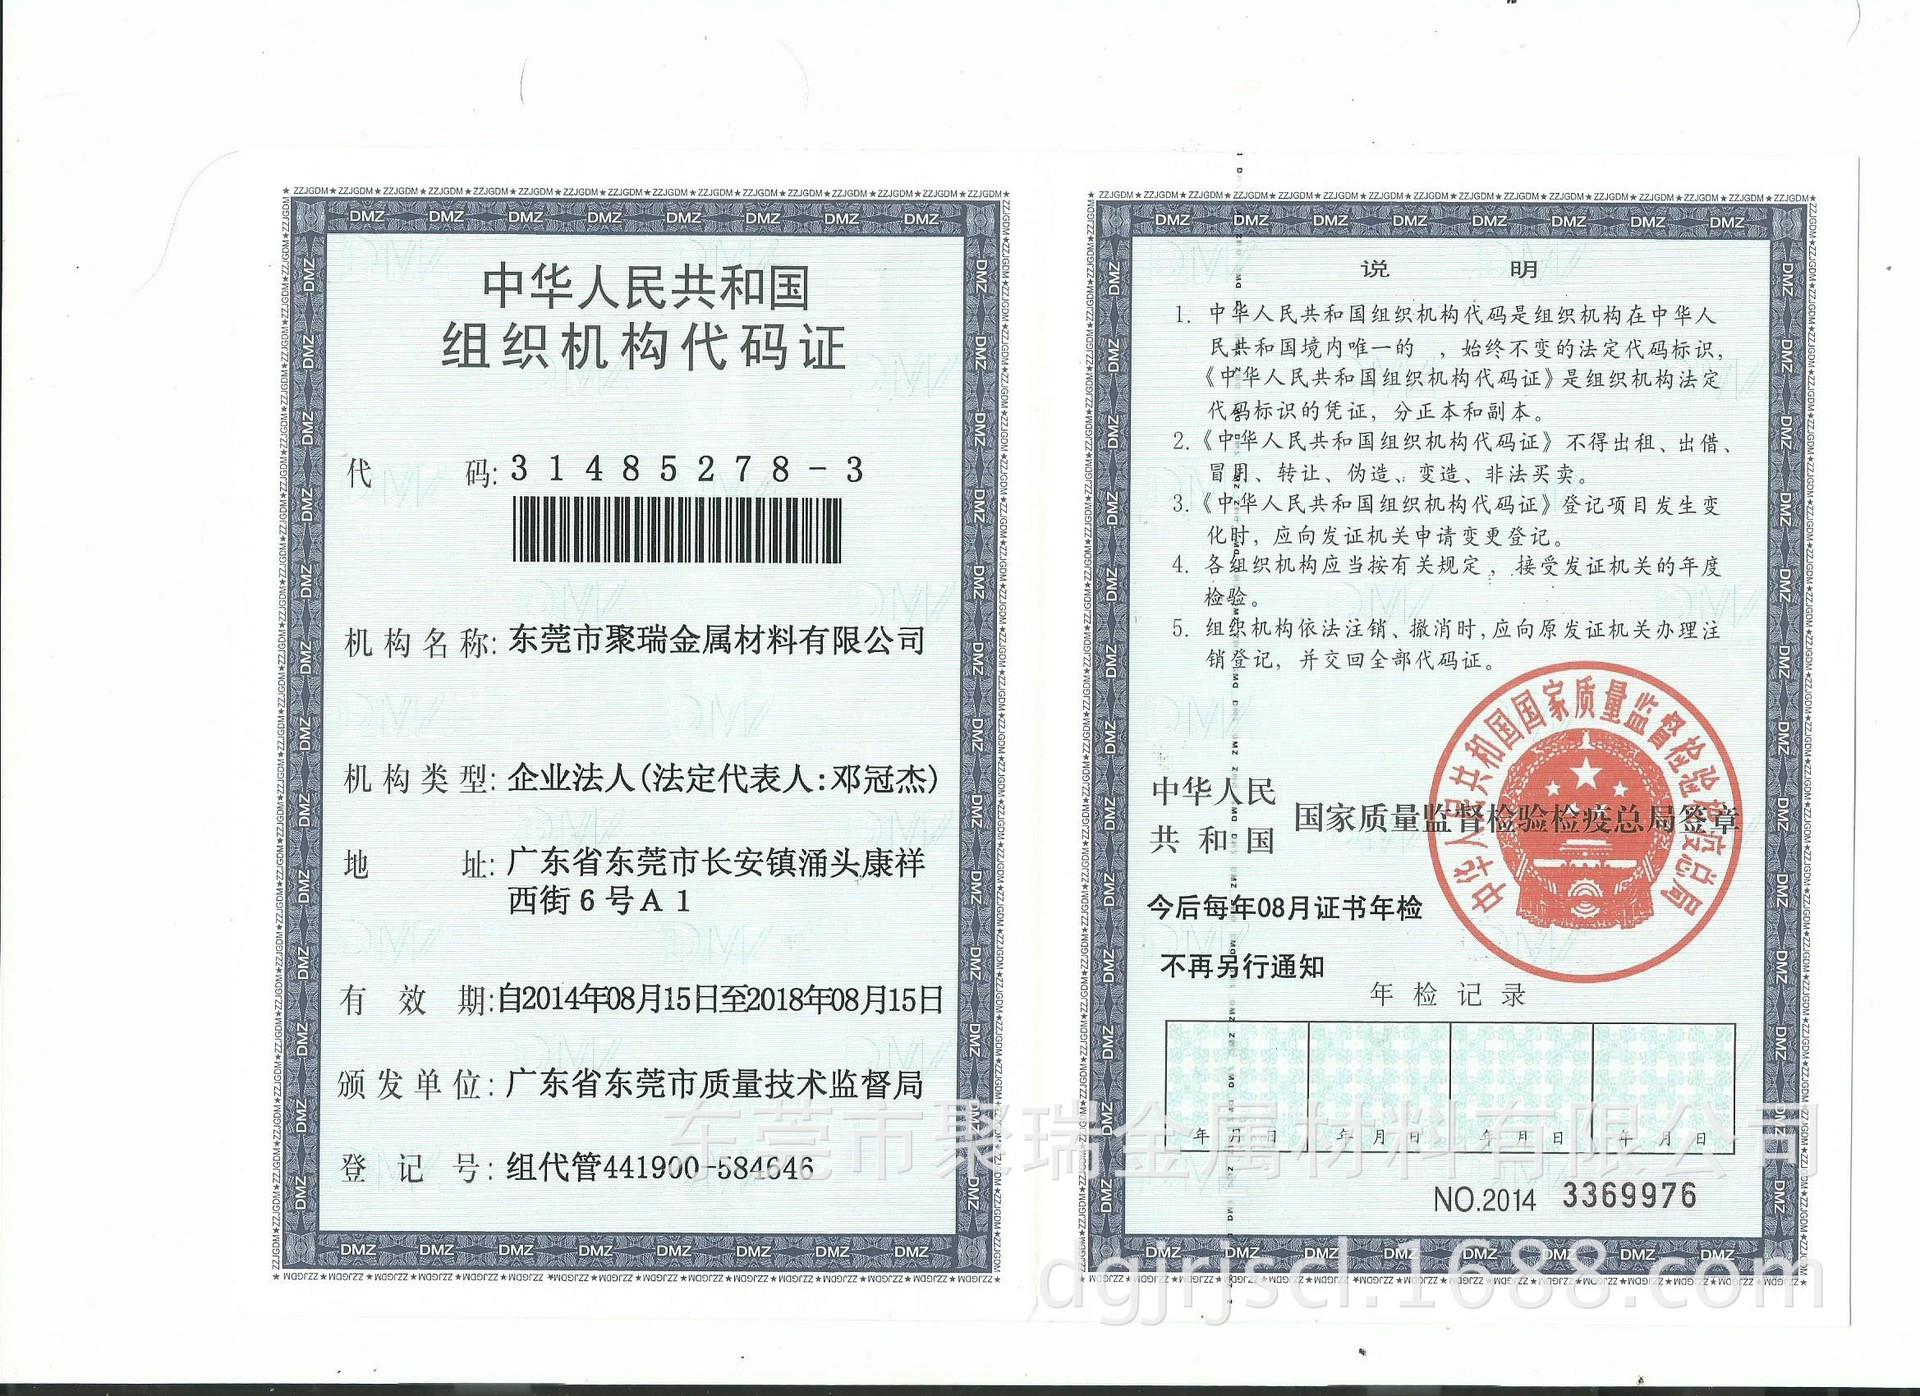 中华人民共和国
组织机构代码证
代 码: 31485278-3
机构名称: 东莞市聚瑞金属材料有限公司
机构类型: 企业法人(法定代表人:邓冠杰)
地 址: 广东省东莞市长安镇涌头康祥
西街6号A1
有 效 期: 自2014年08月15日至2018年08月15日
颁发单位: 广东省东莞市质量技术监督局
登 记 号: 组代管441900-584646
说 明
1. 中华人民共和国组织机构代码是组织机构在中华人
民共和国境内唯一的 ，始终不变的法定代码标识，
《中华人民共和国组织机构代码证》是组织机构法定
代码标识的凭证，分正本和副本。
2.《中华人民共和国组织机构代码证》不得出租、出借、
冒用、转让、伪造、变造、非法买卖。
3.《中华人民共和国组织机构代码证》登记项目发生变
化时，应向发证机关申请变更登记。
4. 各组织机构应当按有关规定，接受发证机关的年度
检验。
5. 组织机构依法注销、撤消时，应向原发证机关办理注
销登记，并交回全部代码证。
中华人民
共和国
国家质量监督检验检疫总局签章
中华人民共和国国家质量监督检验检疫总局
今后每年08月证书年检
不再另行通知
年检记录
年 月 日 年 月 日 年 月 日 年 月 日
NO.2014 3369976
东莞市聚瑞金属材料有限公司
dgjrjscl.1688.com